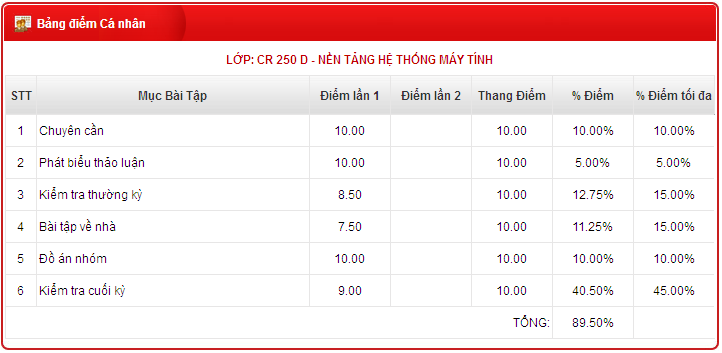 Bảng điểm Cá nhân
LỚP: CR 250 D - NỀN TẢNG HỆ THỐNG MÁY TÍNH
STT Mục Bài Tập Điểm lần 1 Điểm lần 2 Thang Điểm % Điểm % Điểm tối đa
1 Chuyên cần 10.00 10.00 10.00% 10.00%
2 Phát biểu thảo luận 10.00 10.00 5.00% 5.00%
3 Kiểm tra thường kỳ 8.50 10.00 12.75% 15.00%
4 Bài tập về nhà 7.50 10.00 11.25% 15.00%
5 Đồ án nhóm 10.00 10.00 10.00% 10.00%
6 Kiểm tra cuối kỳ 9.00 10.00 40.50% 45.00%
TỔNG: 89.50%